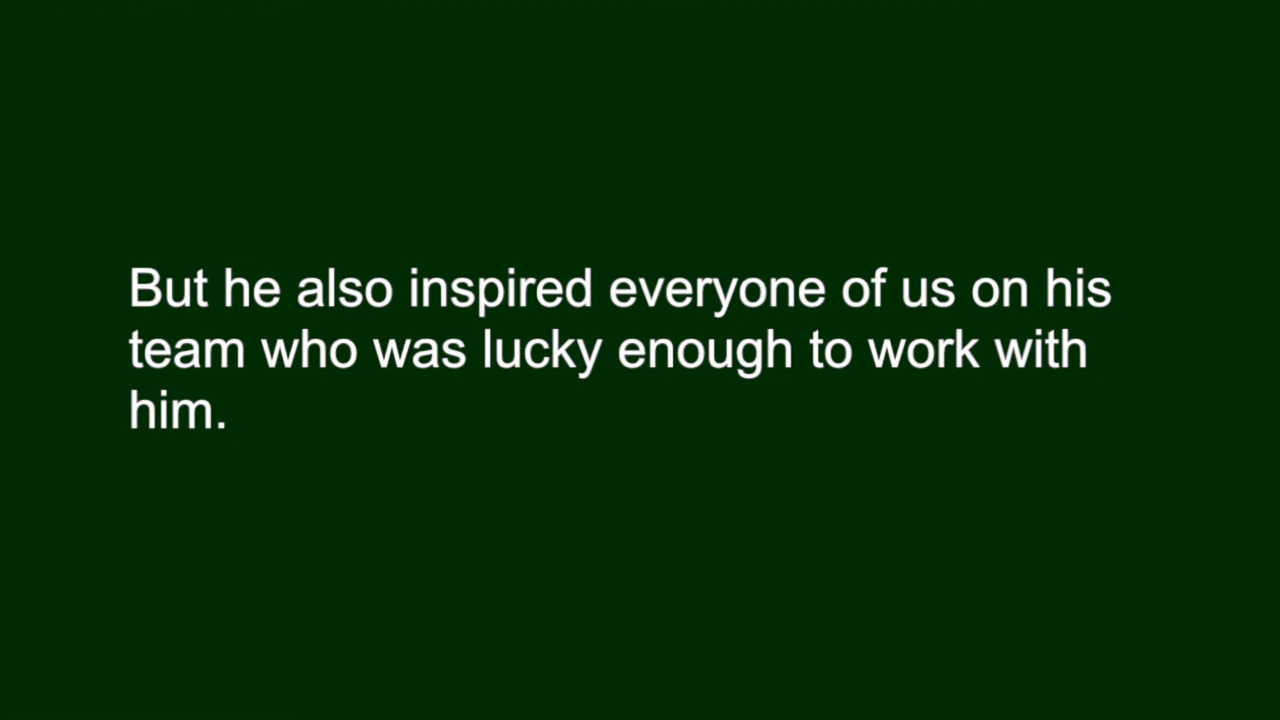 But he also inspired everyone of us on his
team who was lucky enough to work with
him.